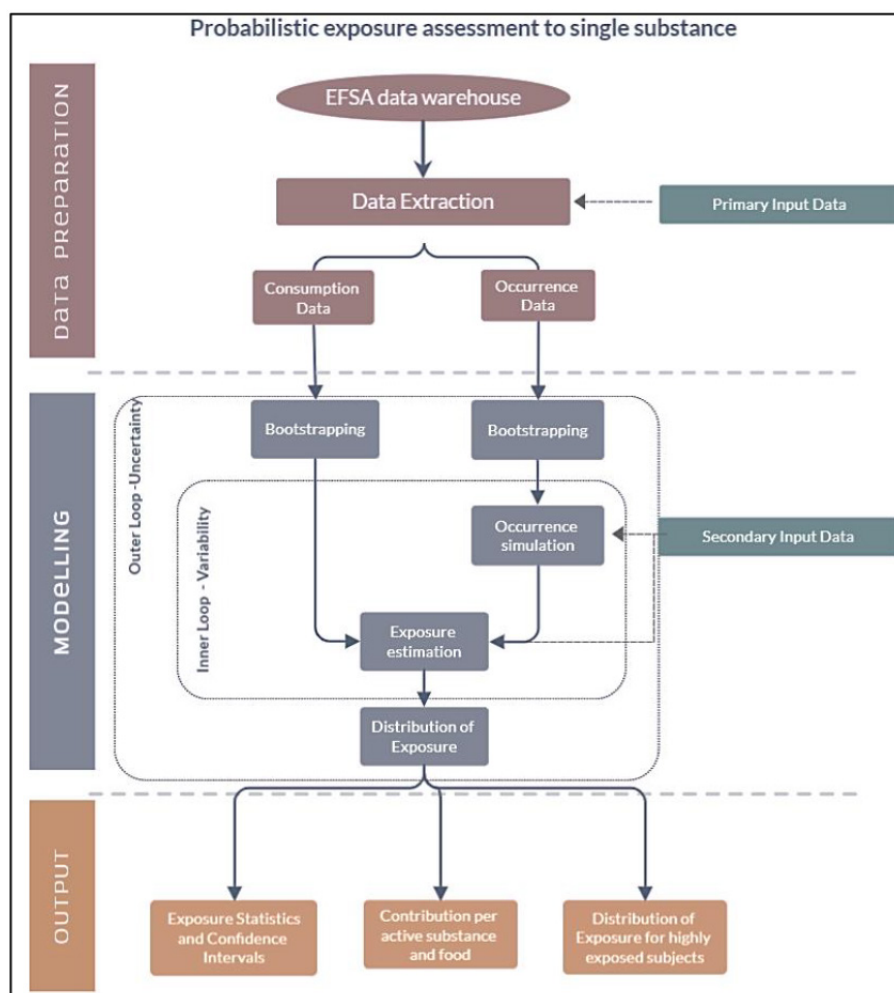 Probabilistic exposure assessment to single substance
DATA PREPARATION
EFSA data warehouse
Data Extraction
Primary Input Data
Consumption
Data
Occurrence
Data
MODELLING
Outer Loop -Uncertainty
Bootstrapping
Bootstrapping
Inner Loop - Variability
Occurrence
simulation
Secondary Input Data
Exposure
estimation
Distribution of
Exposure
OUTPUT
Exposure Statistics
and Confidence
Intervals
Contribution per
active substance
and food
Distribution of
Exposure for highly
exposed subjects